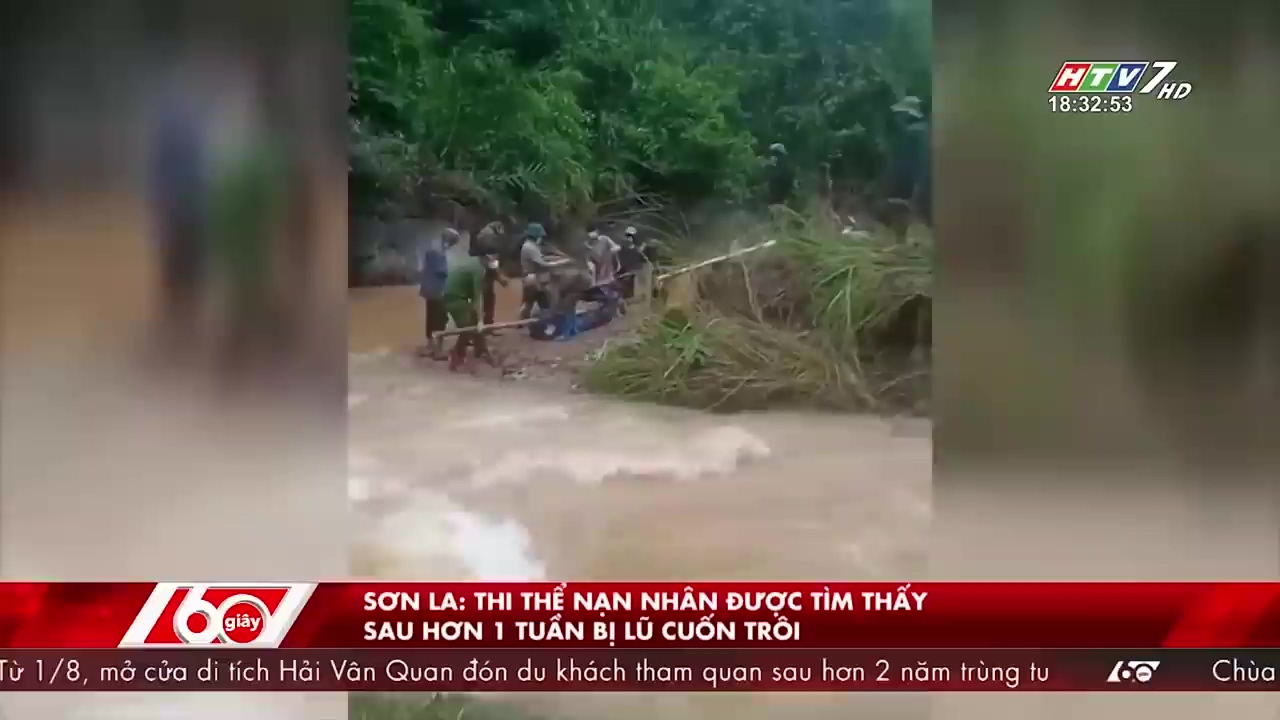 HTV7 HD
18:32:53
60 giây
SƠN LA: THI THỂ NẠN NHÂN ĐƯỢC TÌM THẤY
SAU HƠN 1 TUẦN BỊ LŨ CUỐN TRÔI
Từ 1/8, mở cửa di tích Hải Vân Quan đón du khách tham quan sau hơn 2 năm trùng tu 60 Chùa